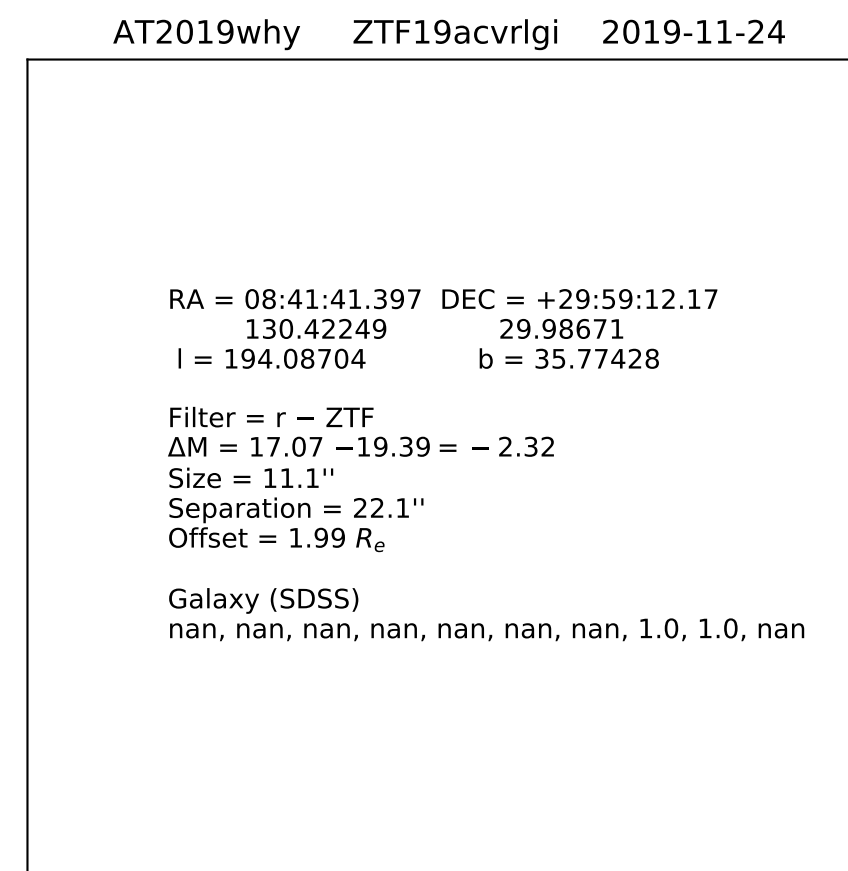 AT2019why ZTF19acvrlgi 2019-11-24
RA = 08:41:41.397 DEC = +29:59:12.17
130.42249 29.98671
l = 194.08704 b = 35.77428
Filter = r − ZTF
ΔM = 17.07 −19.39 = − 2.32
Size = 11.1''
Separation = 22.1''
Offset = 1.99 Re
Galaxy (SDSS)
nan, nan, nan, nan, nan, nan, nan, 1.0, 1.0, nan